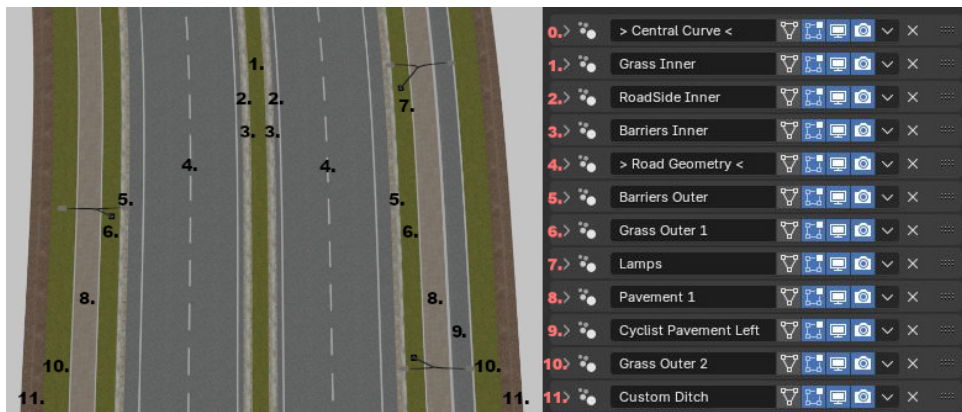 1.
2. 2.
7.
3. 3.
4. 4.
5. 5.
6. 6.
8. 8.
9.
10. 10.
11. 11.
0. > Central Curve <
1. Grass Inner
2. RoadSide Inner
3. Barriers Inner
4. > Road Geometry <
5. Barriers Outer
6. Grass Outer 1
7. Lamps
8. Pavement 1
9. Cyclist Pavement Left
10. Grass Outer 2
11. Custom Ditch